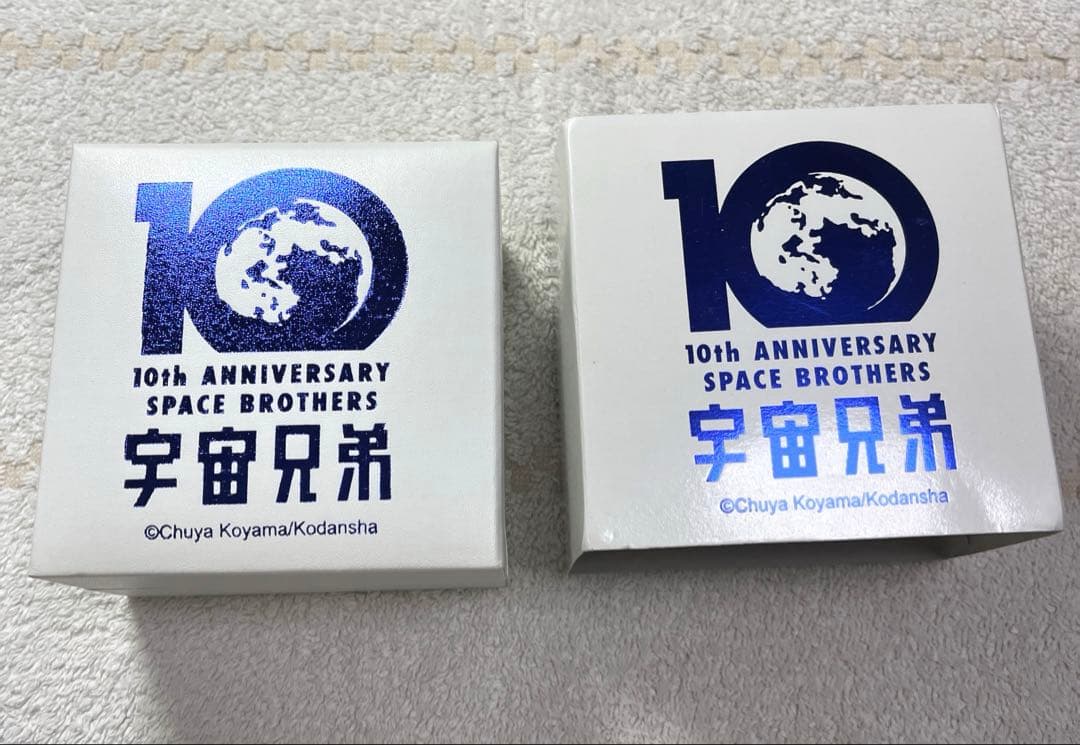 10
10th ANNIVERSARY
SPACE BROTHERS
宇宙兄弟
©Chuya Koyama/Kodansha
10
10th ANNIVERSARY
SPACE BROTHERS
宇宙兄弟
©Chuya Koyama/Kodansha